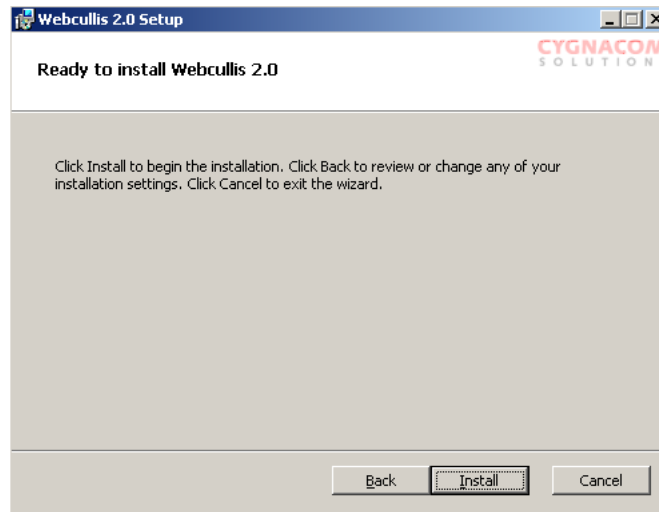 Webcullis 2.0 Setup
CYGNACOM
SOLUTION
Ready to install Webcullis 2.0
Click Install to begin the installation. Click Back to review or change any of your
installation settings. Click Cancel to exit the wizard.
Back
Install
Cancel